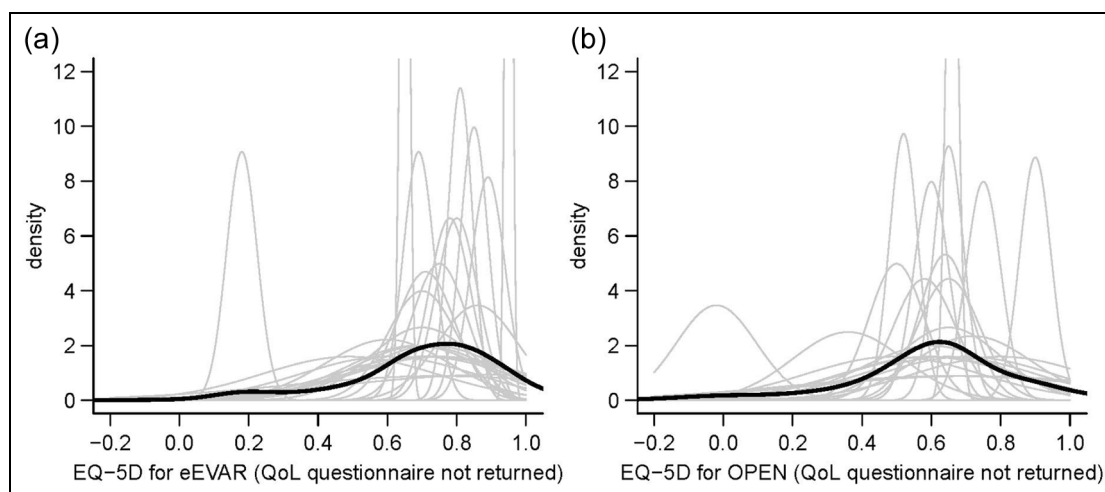 (a)
density
12
10
8
6
4
2
0
−0.2 0.0 0.2 0.4 0.6 0.8 1.0
EQ−5D for eEVAR (QoL questionnaire not returned)
(b)
density
12
10
8
6
4
2
0
−0.2 0.0 0.2 0.4 0.6 0.8 1.0
EQ−5D for OPEN (QoL questionnaire not returned)